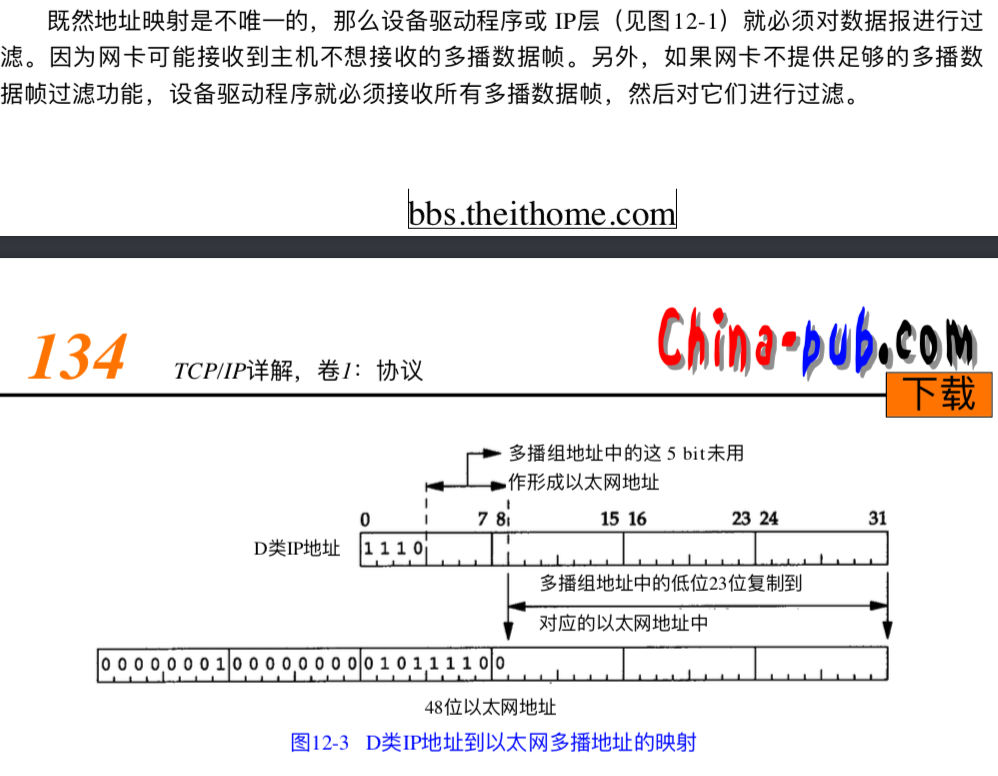 既然地址映射是不唯一的，那么设备驱动程序或 IP层（见图12-1）就必须对数据报进行过
滤。因为网卡可能接收到主机不想接收的多播数据帧。另外，如果网卡不提供足够的多播数
据帧过滤功能，设备驱动程序就必须接收所有多播数据帧，然后对它们进行过滤。
bbs.theithome.com
134 TCP/IP详解，卷1：协议
China-pub.com
下载
多播组地址中的这 5 bit未用
作形成以太网地址
0 7 8 15 16 23 24 31
D类IP地址 1 1 1 0
多播组地址中的低位23位复制到
对应的以太网地址中
0 0 0 0 0 0 0 1 0 0 0 0 0 0 0 0 0 1 0 1 1 1 1 0 0
48位以太网地址
图12-3 D类IP地址到以太网多播地址的映射